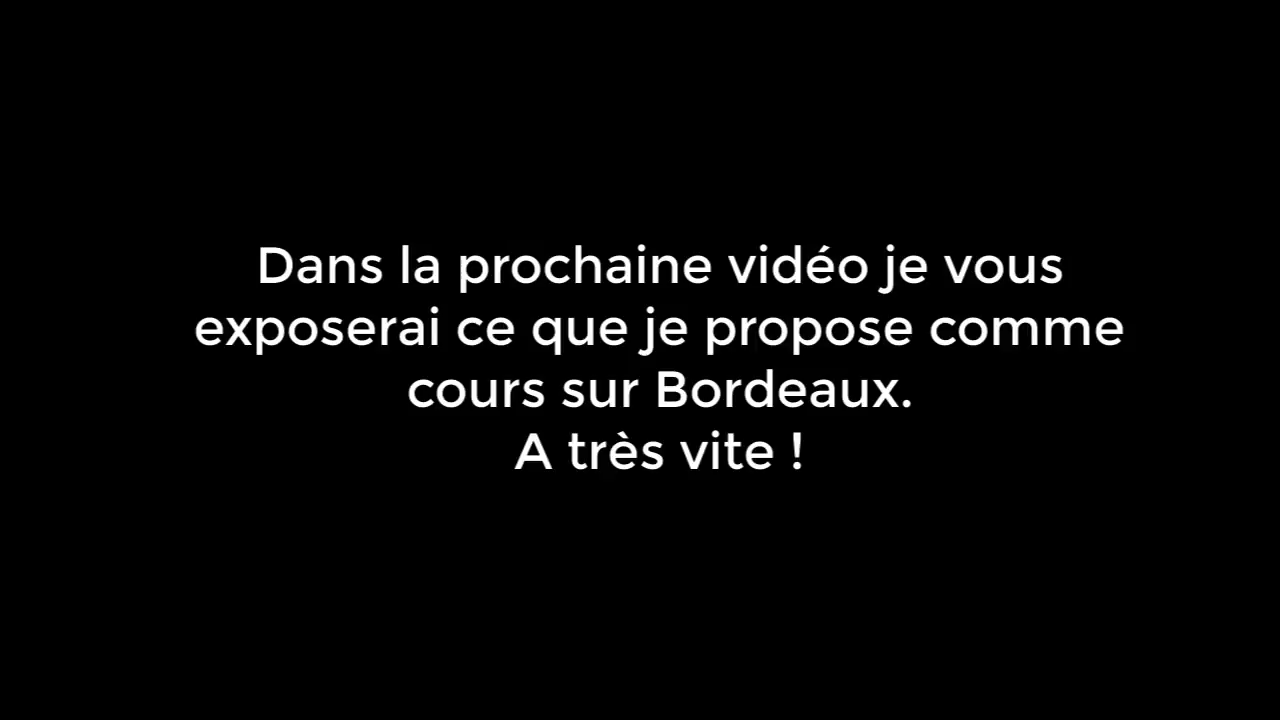 Dans la prochaine vidéo je vous
exposerai ce que je propose comme
cours sur Bordeaux.
A très vite !